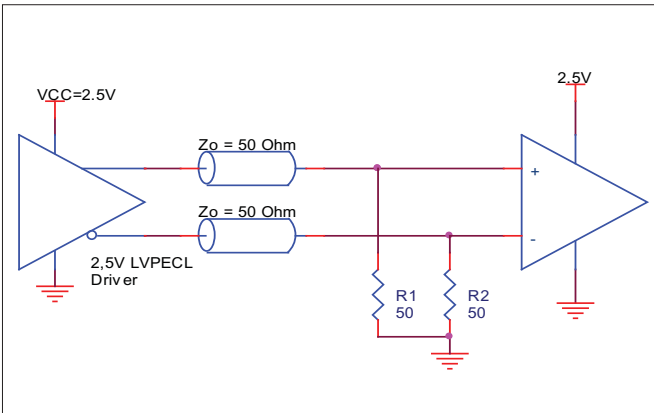 VCC=2.5V
2.5V
Zo = 50 Ohm
+
Zo = 50 Ohm
-
2,5V LVPECL
Driver
R1
50
R2
50